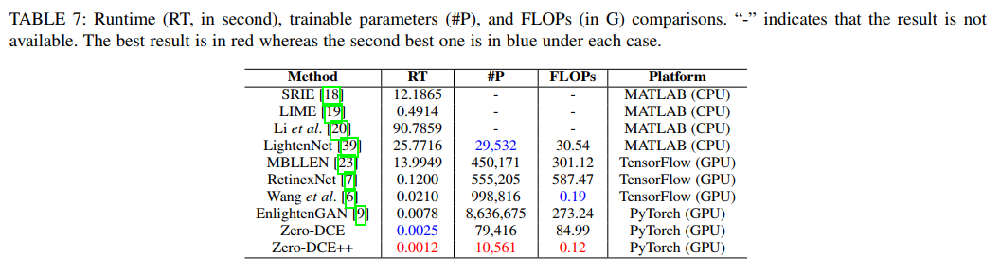 TABLE 7: Runtime (RT, in second), trainable parameters (#P), and FLOPs (in G) comparisons. “-” indicates that the result is not
available. The best result is in red whereas the second best one is in blue under each case.
Method RT #P FLOPs Platform
SRIE [18] 12.1865 - - MATLAB (CPU)
LIME [19] 0.4914 - - MATLAB (CPU)
Li et al. [20] 90.7859 - - MATLAB (CPU)
LightenNet [39] 25.7716 29,532 30.54 MATLAB (CPU)
MBLLEN [23] 13.9949 450,171 301.12 TensorFlow (GPU)
RetinexNet [7] 0.1200 555,205 587.47 TensorFlow (GPU)
Wang et al. [6] 0.0210 998,816 0.19 TensorFlow (GPU)
EnlightenGAN [9] 0.0078 8,636,675 273.24 PyTorch (GPU)
Zero-DCE 0.0025 79,416 84.99 PyTorch (GPU)
Zero-DCE++ 0.0012 10,561 0.12 PyTorch (GPU)